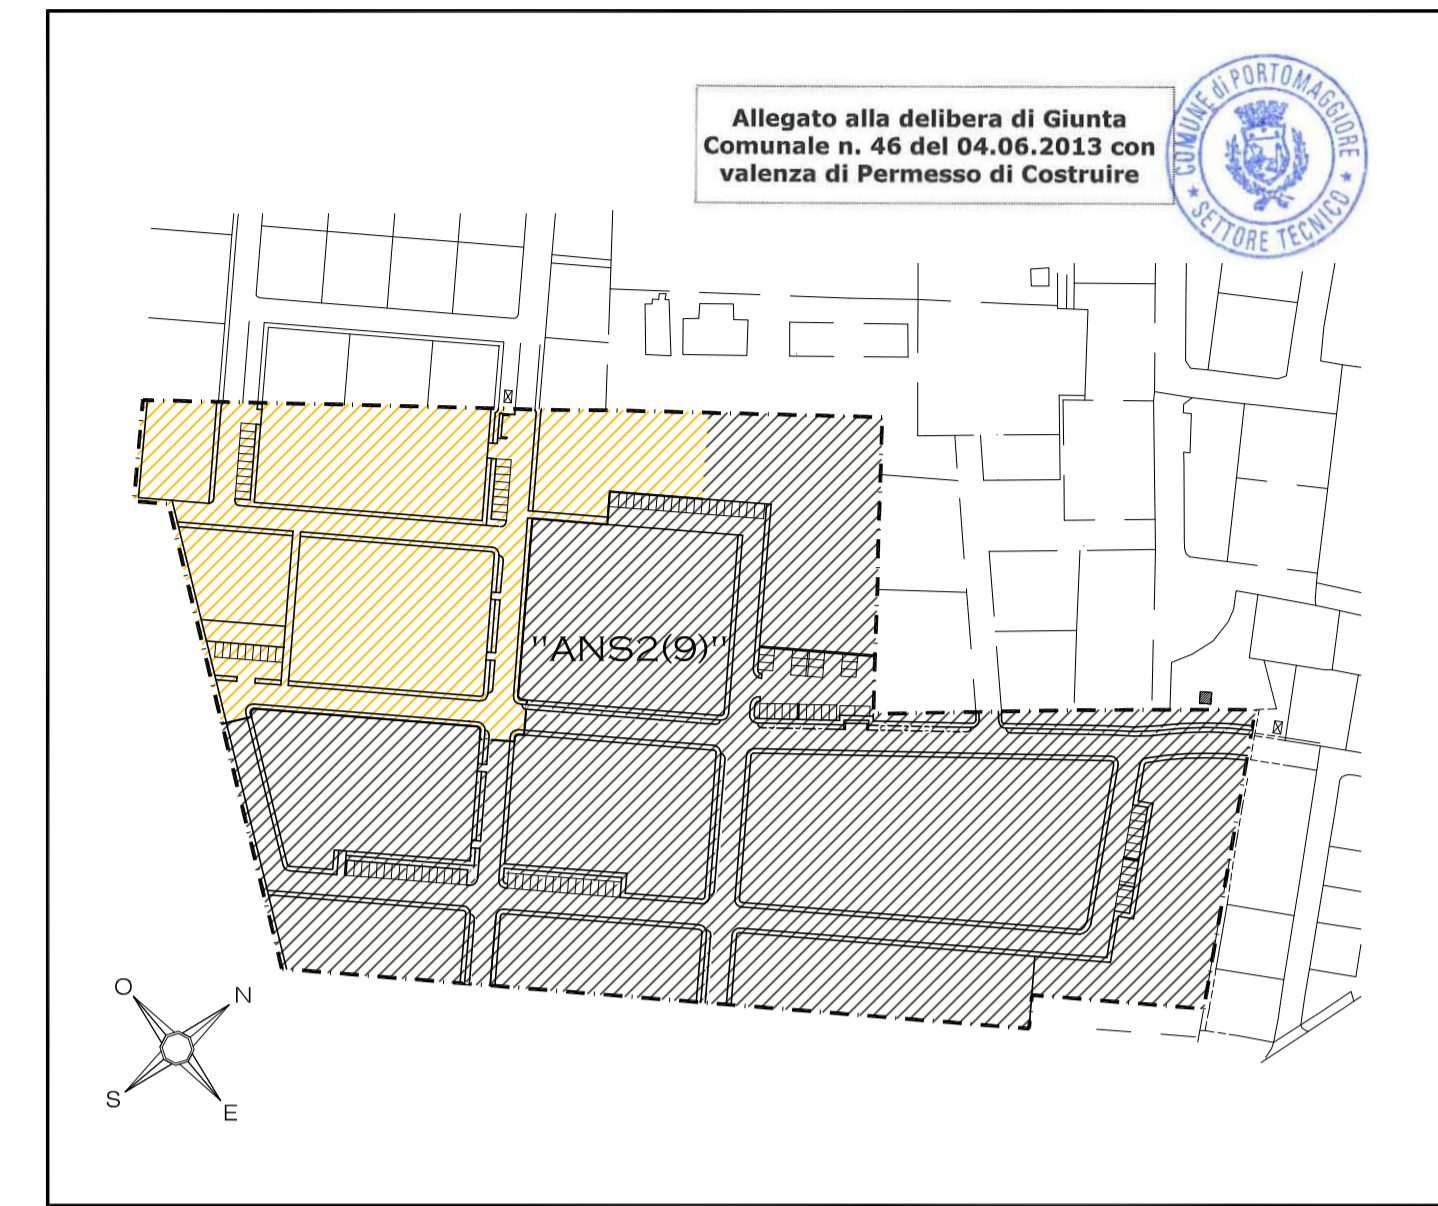 Allegato alla delibera di Giunta
Comunale n. 46 del 04.06.2013 con
valenza di Permesso di Costruire
COMUNE di PORTOMAGGIORE
★ SETTORE TECNICO ★
"ANS2(9)"
O
N
S
E